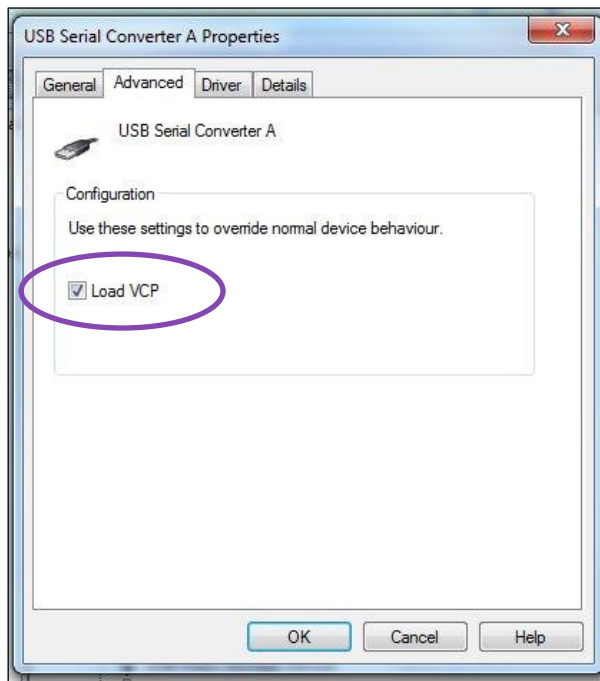 USB Serial Converter A Properties
General Advanced Driver Details
USB Serial Converter A
Configuration
Use these settings to override normal device behaviour.
Load VCP
OK Cancel Help